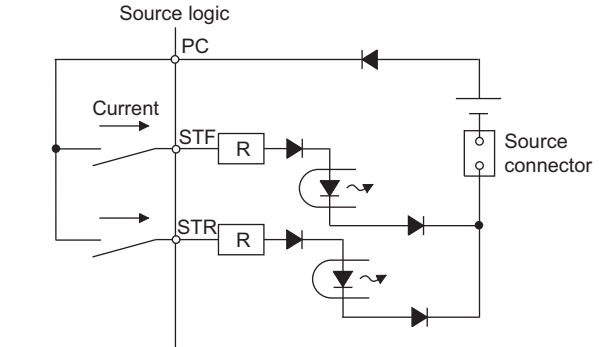 Source logic
PC
Current
STF
R
Source
connector
STR
R